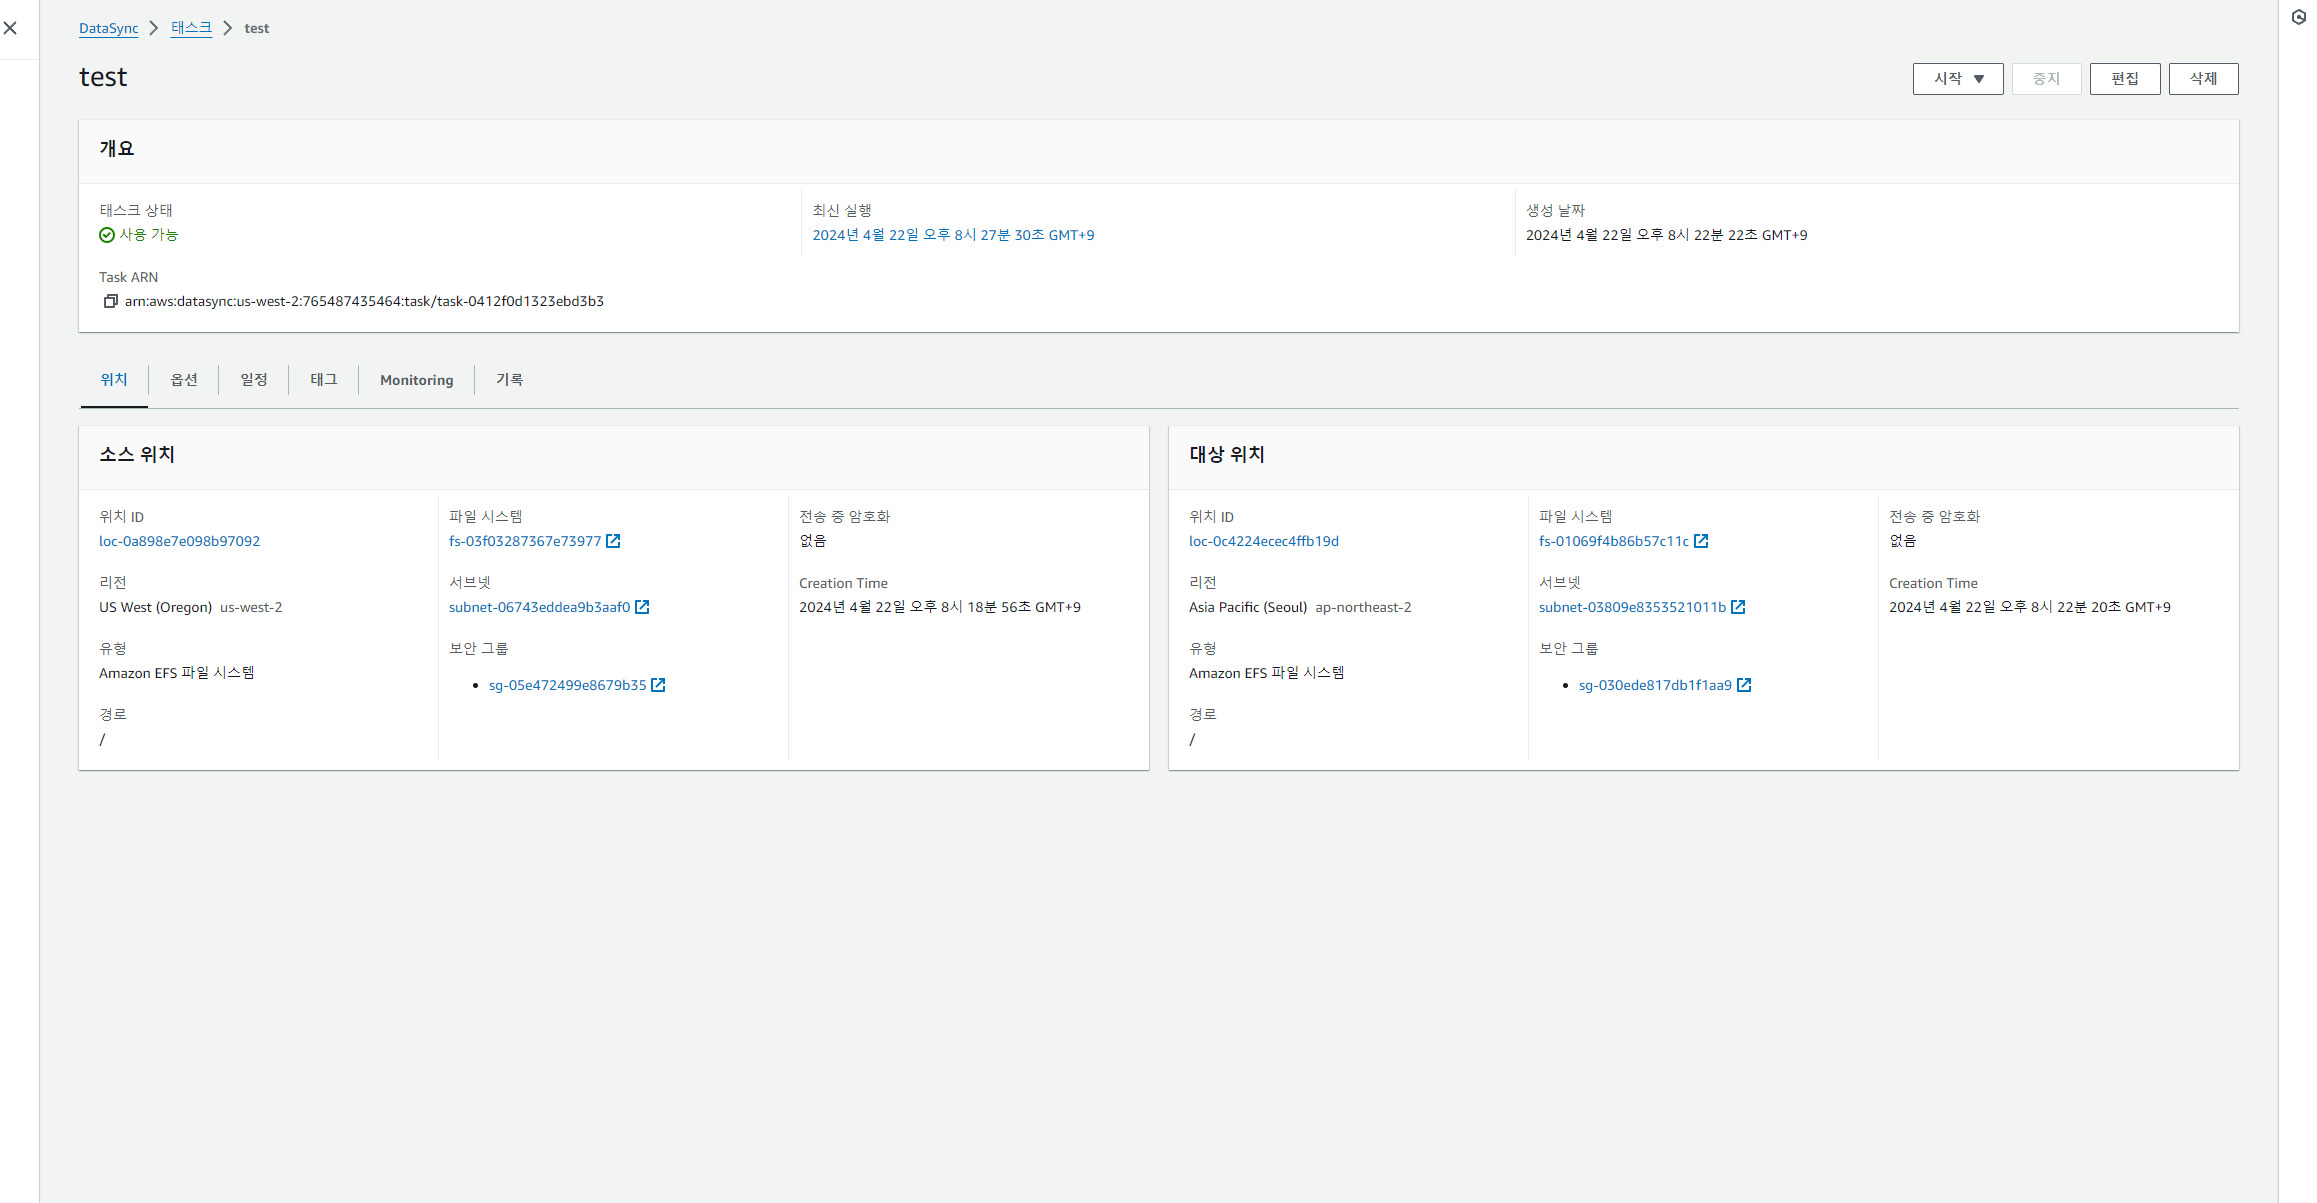 DataSync > 태스크 > test
test
시작 ▼ 중지 편집 삭제
개요
태스크 상태 최신 실행 생성 날짜
사용 가능 2024년 4월 22일 오후 8시 27분 30초 GMT+9 2024년 4월 22일 오후 8시 22분 22초 GMT+9
Task ARN
arn:aws:datasync:us-west-2:765487435464:task/task-0412f0d1323ebd3b3
위치 옵션 일정 태그 Monitoring 기록
소스 위치
위치 ID 파일 시스템 전송 중 암호화
loc-0a898e7e098b97092 fs-03f03287367e73977 없음
리전 서브넷 Creation Time
US West (Oregon) us-west-2 subnet-06743eddea9b3aaf0 2024년 4월 22일 오후 8시 18분 56초 GMT+9
유형 보안 그룹
Amazon EFS 파일 시스템 • sg-05e472499e8679b35
경로
/
대상 위치
위치 ID 파일 시스템 전송 중 암호화
loc-0c4224ecec4ffb19d fs-01069f4b86b57c11c 없음
리전 서브넷 Creation Time
Asia Pacific (Seoul) ap-northeast-2 subnet-03809e8353521011b 2024년 4월 22일 오후 8시 22분 20초 GMT+9
유형 보안 그룹
Amazon EFS 파일 시스템 • sg-030ede817db1f1aa9
경로
/